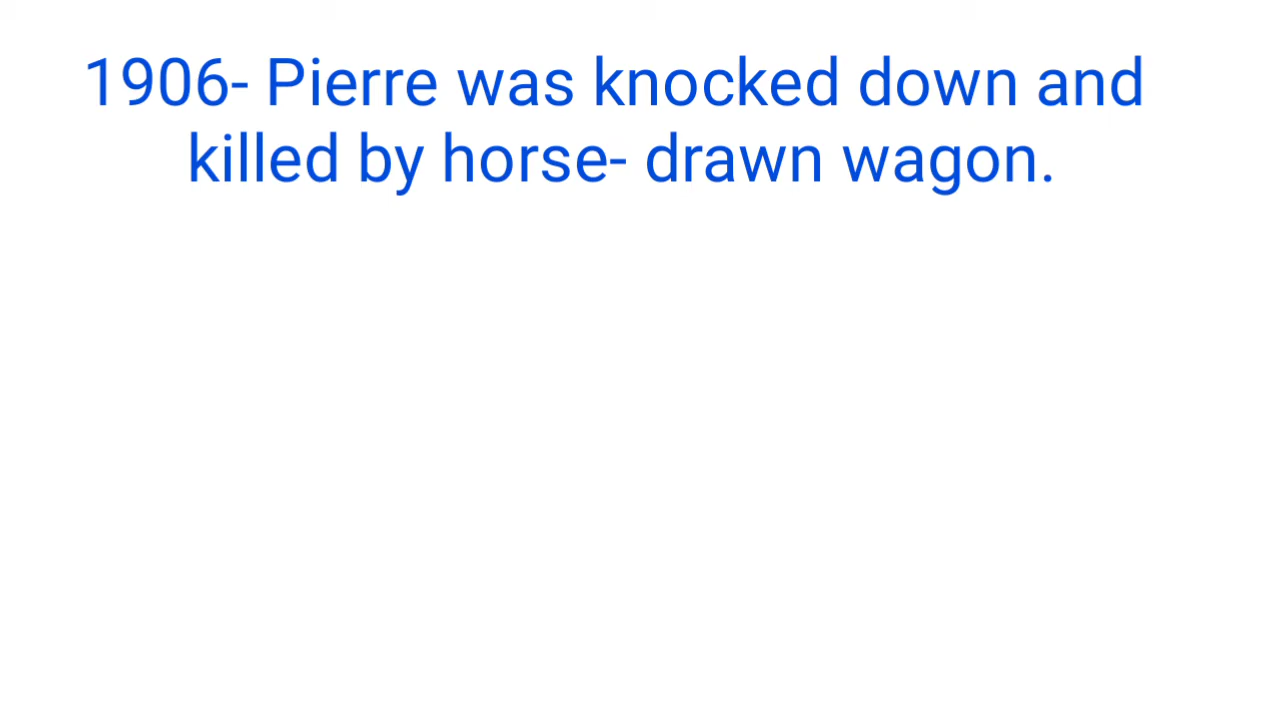 1906- Pierre was knocked down and
killed by horse- drawn wagon.